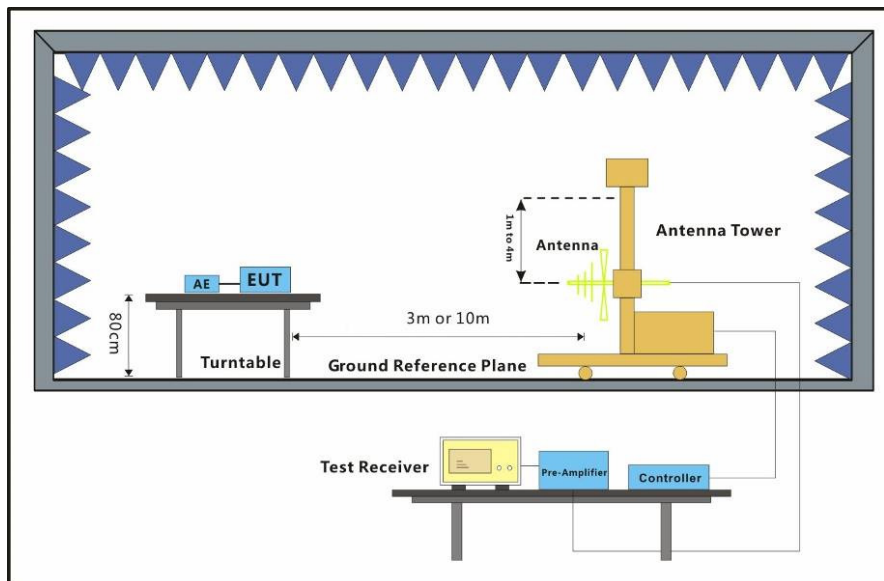 1m to 4m
Antenna
Antenna Tower
AE
EUT
80cm
3m or 10m
Turntable
Ground Reference Plane
Test Receiver
Pre-Amplifier
Controller